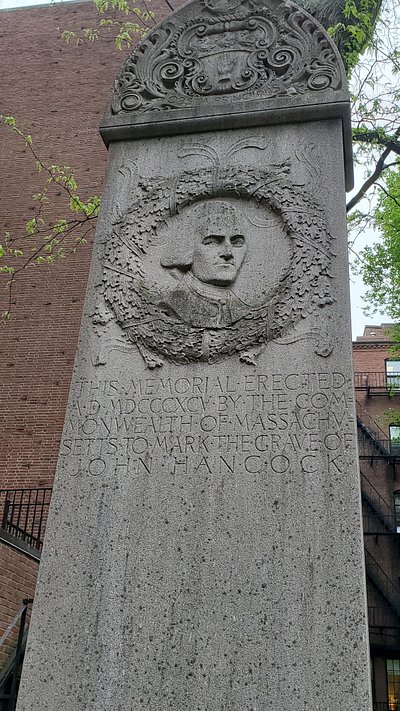 THIS·MEMORIAL·ERECTED
A.D. MDCCCXCV·BY·THE·COM-
MONWEALTH·OF·MASSACHV-
SETTS·TO·MARK·THE·GRAVE·OF
JOHN·HANCOCK